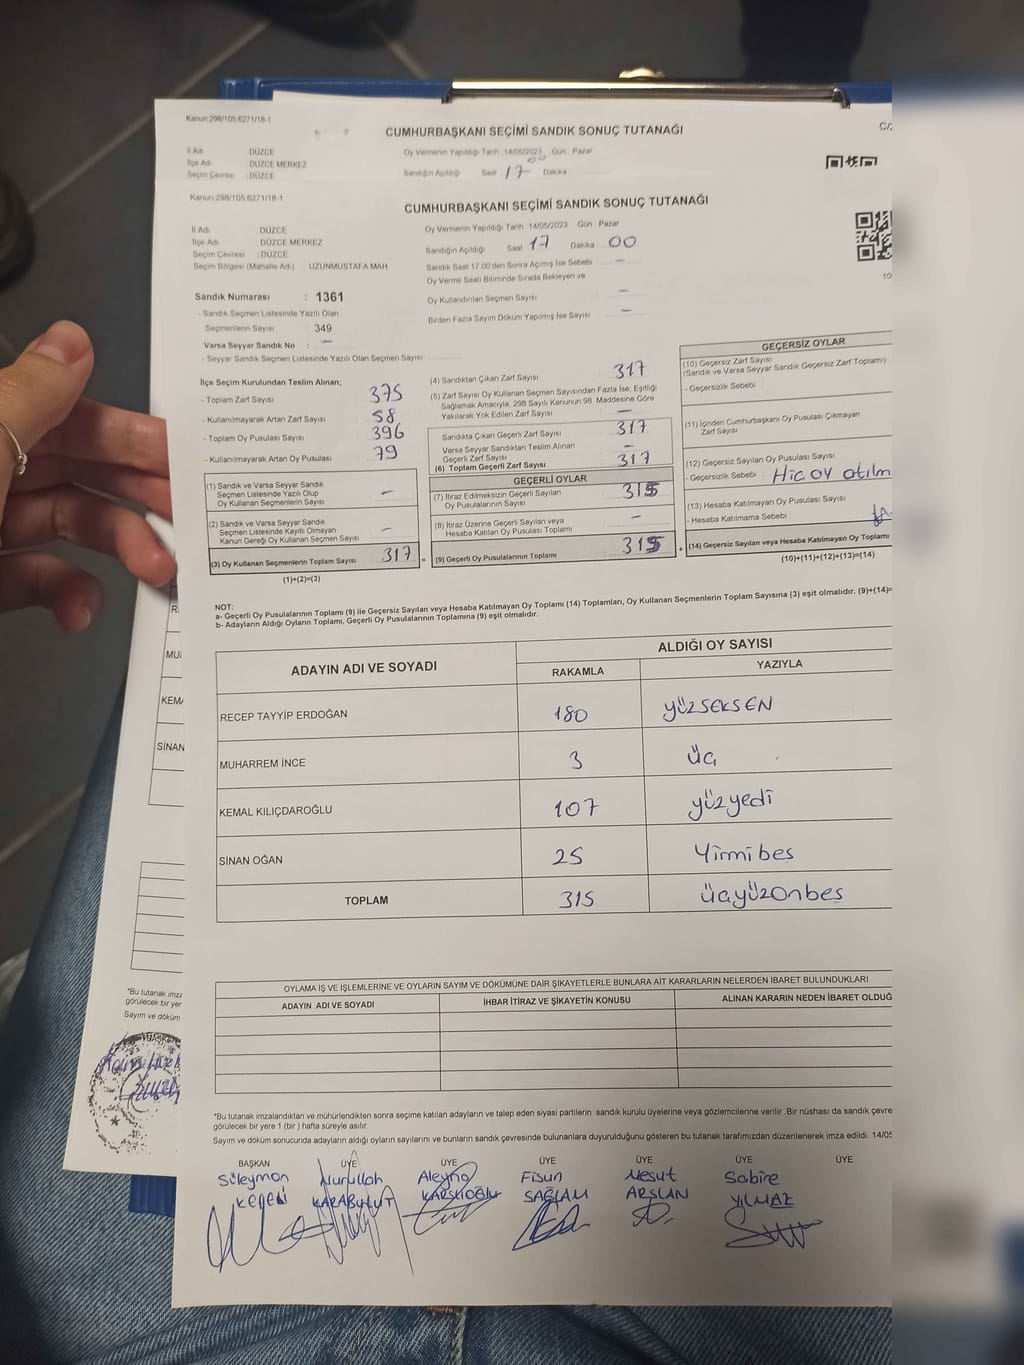 Kanun:298/105.6271/18-1
CUMHURBAŞKANI SEÇİMİ SANDIK SONUÇ TUTANAĞI
İl Adı : DÜZCE
İlçe Adı : DÜZCE MERKEZ
Seçim Çevresi : DÜZCE
Oy Vermenin Yapıldığı Tarih :14/05/2023 Gün : Pazar
Sandığın Açıldığı Saat 17 00 Dakika
Kanun:298/105.6271/18-1
CUMHURBAŞKANI SEÇİMİ SANDIK SONUÇ TUTANAĞI
İl Adı : DÜZCE
İlçe Adı : DÜZCE MERKEZ
Seçim Çevresi : DÜZCE
Seçim Bölgesi (Mahalle Adı) : UZUNMUSTAFA MAH.
Oy Vermenin Yapıldığı Tarih :14/05/2023 Gün : Pazar
Sandığın Açıldığı Saat 17 Dakika 00
Sandık Saat 17:00'den Sonra Açımış İse Sebebi : —
Oy Verme Saati Bitiminde Sırada Bekleyen ve
Oy Kullandırılan Seçmen Sayısı : —
Birden Fazla Sayım Döküm Yapılmış İse Sayısı : —
Sandık Numarası : 1361
- Sandık Seçmen Listesinde Yazılı Olan
Seçmenlerin Sayısı : 349
Varsa Seyyar Sandık No : —
- Seyyar Sandık Seçmen Listesinde Yazılı Olan Seçmen Sayısı
İlçe Seçim Kurulundan Teslim Alınan;
- Toplam Zarf Sayısı : 375
- Kullanılmayarak Artan Zarf Sayısı : 58
- Toplam Oy Pusulası Sayısı : 396
- Kullanılmayarak Artan Oy Pusulası : 79
(1) Sandık ve Varsa Seyyar Sandık
Seçmen Listesinde Yazılı Olup
Oy Kullanan Seçmenlerin Sayısı : —
(2) Sandık ve Varsa Seyyar Sandık
Seçmen Listesinde Kayıtlı Olmayan
Kanun Gereği Oy Kullanan Seçmen Sayısı : —
(3) Oy Kullanan Seçmenlerin Toplam Sayısı : 317
(1)+(2)=(3)
(4) Sandıktan Çıkan Zarf Sayısı : 317
(5) Zarf Sayısı Oy Kullanan Seçmen Sayısından Fazla İse, Eşitliği
Sağlamak Amacıyla, 298 Sayılı Kanunun 98. Maddesine Göre
Yakılarak Yok Edilen Zarf Sayısı : —
Sandıkta Çıkan Geçerli Zarf Sayısı : 317
Varsa Seyyar Sandıktan Teslim Alınan
Geçerli Zarf Sayısı : —
(6) Toplam Geçerli Zarf Sayısı : 317
GEÇERLİ OYLAR
(7) İtiraz Edilmeksizin Geçerli Sayılan
Oy Pusulalarının Sayısı : 315
(8) İtiraz Üzerine Geçerli Sayılan veya
Hesaba Katılan Oy Pusulası Toplamı : —
(9) Geçerli Oy Pusulalarının Toplamı : 315
GEÇERSİZ OYLAR
(10) Geçersiz Zarf Sayısı
(Sandık ve Varsa Seyyar Sandık Geçersiz Zarf Toplamı)
- Geçersizlik Sebebi :
(11) İçinden Cumhurbaşkanı Oy Pusulası Çıkmayan
Zarf Sayısı
(12) Geçersiz Sayılan Oy Pusulası Sayısı
- Geçersizlik Sebebi : Hiç oy atılm
(13) Hesaba Katılmayan Oy Pusulası Sayısı
- Hesaba Katılmama Sebebi :
(14) Geçersiz Sayılan veya Hesaba Katılmayan Oy Toplamı
(10)+(11)+(12)+(13)=(14)
NOT:
a- Geçerli Oy Pusulalarının Toplamı (9) ile Geçersiz Sayılan veya Hesaba Katılmayan Oy Toplamı (14) Toplamları, Oy Kullanan Seçmenlerin Toplam Sayısına (3) eşit olmalıdır. (9)+(14)=
b- Adayların Aldığı Oyların Toplamı, Geçerli Oy Pusulalarının Toplamına (9) eşit olmalıdır.
ADAYIN ADI VE SOYADI ALDIĞI OY SAYISI
RAKAMLA YAZIYLA
RECEP TAYYİP ERDOĞAN 180 YÜZSEKSEN
MUHARREM İNCE 3 üç
KEMAL KILIÇDAROĞLU 107 yüzyedi
SİNAN OĞAN 25 Yirmibeş
TOPLAM 315 üçyüzonbeş
OYLAMA İŞ VE İŞLEMLERİNE VE OYLARIN SAYIM VE DÖKÜMÜNE DAİR ŞİKAYETLERLE BUNLARA AİT KARARLARIN NELERDEN İBARET BULUNDUKLARI
ADAYIN ADI VE SOYADI İHBAR İTİRAZ VE ŞİKAYETİN KONUSU ALINAN KARARIN NEDEN İBARET OLDUĞ
*Bu tutanak imzalandıktan ve mühürlendikten sonra seçime katılan adayların ve talep eden siyasi partilerin sandık kurulu üyelerine veya gözlemcilerine verilir. Bir nüshası da sandık çevre
görülecek bir yere 1 (bir ) hafta süreyle asılır.
Sayım ve döküm sonucunda adayların aldığı oyların sayılarını ve bunların sandık çevresinde bulunanlara duyurulduğunu gösteren bu tutanak tarafımızdan düzenlenerek imza edildi. 14/05
BAŞKAN ÜYE ÜYE ÜYE ÜYE ÜYE ÜYE
Süleyman Nurullah Aleyna Fisun Mesut Sabire
KARABULUT KARSLIOĞLU SAĞLAM ARSLAN YILMAZ
MU
KEMA
SİNAN
*Bu tutanak imza
görülecek bir yer
Sayım ve döküm